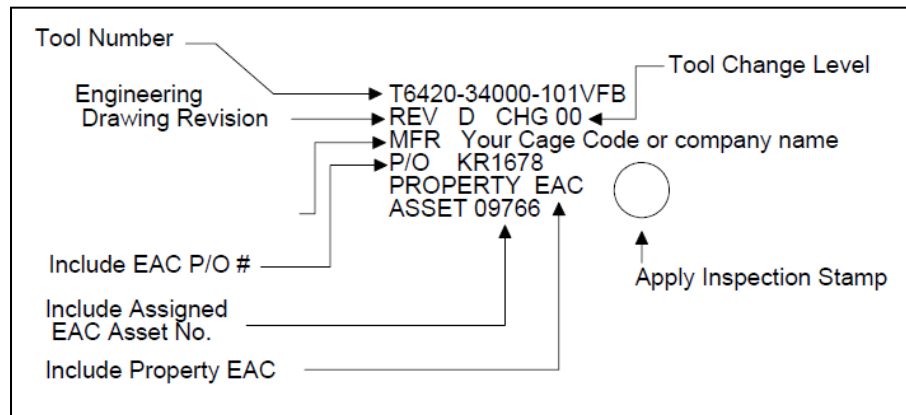 Tool Number
Tool Change Level
T6420-34000-101VFB
Engineering
Drawing Revision
REV D CHG 00
MFR Your Cage Code or company name
P/O KR1678
PROPERTY EAC
ASSET 09766
Include EAC P/O #
Apply Inspection Stamp
Include Assigned
EAC Asset No.
Include Property EAC